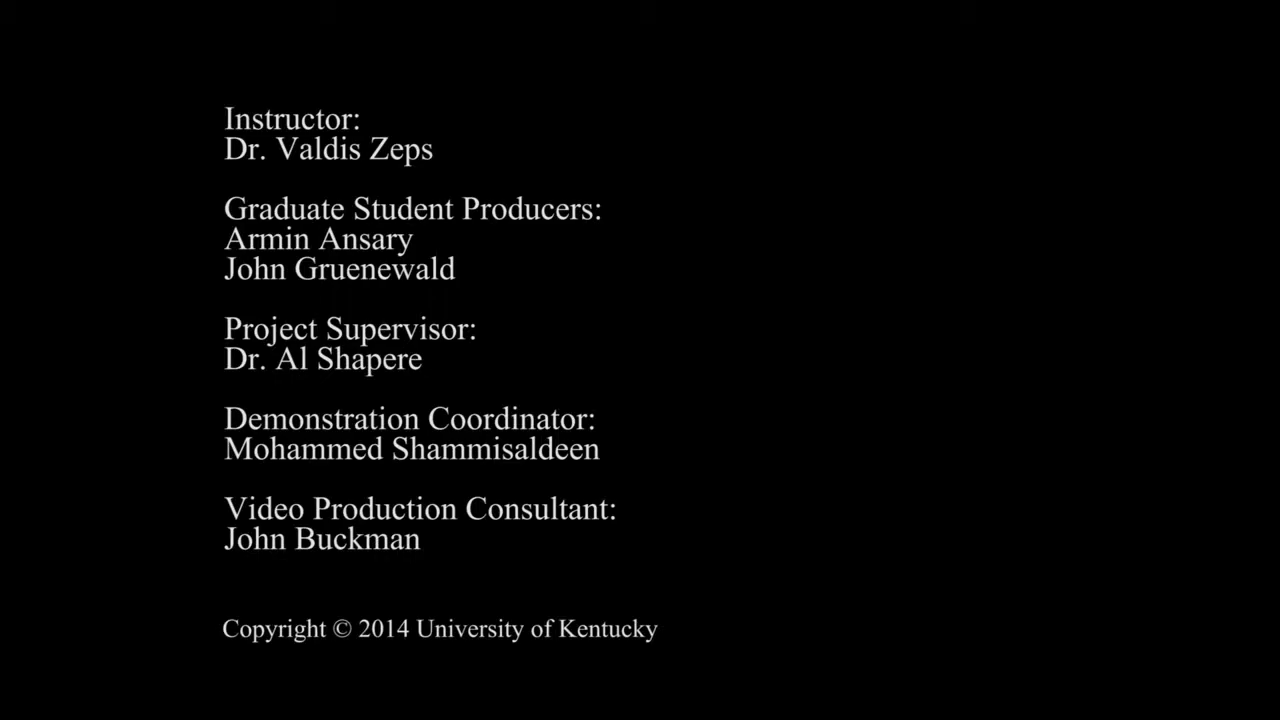 Instructor:
Dr. Valdis Zeps
Graduate Student Producers:
Armin Ansary
John Gruenewald
Project Supervisor:
Dr. Al Shapere
Demonstration Coordinator:
Mohammed Shammisaldeen
Video Production Consultant:
John Buckman
Copyright © 2014 University of Kentucky